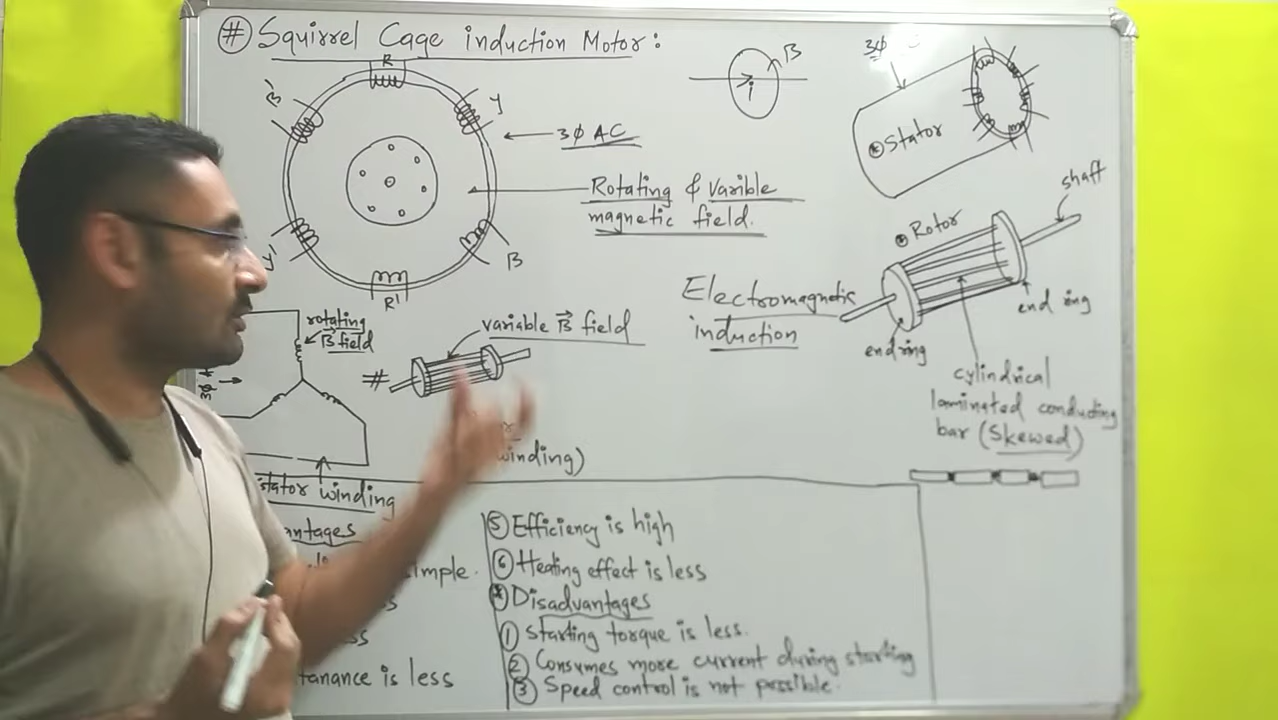 # Squirrel Cage induction Motor:
R
B'
Y
3φ AC
Rotating & varible
magnetic field.
Y'
B
R'
i
B
3φ
Stator
shaft
Rotor
end ring
end ring
Electromagnetic
induction
cylindrical
laminated conducting
bar (Skewed)
rotating
B field
variable B field
#
winding)
stator winding
antages
imple.
tanance is less
⑤ Efficiency is high
⑥ Heating effect is less
* Disadvantages
① Starting torque is less.
② Consumes more current during starting
③ Speed control is not possible.